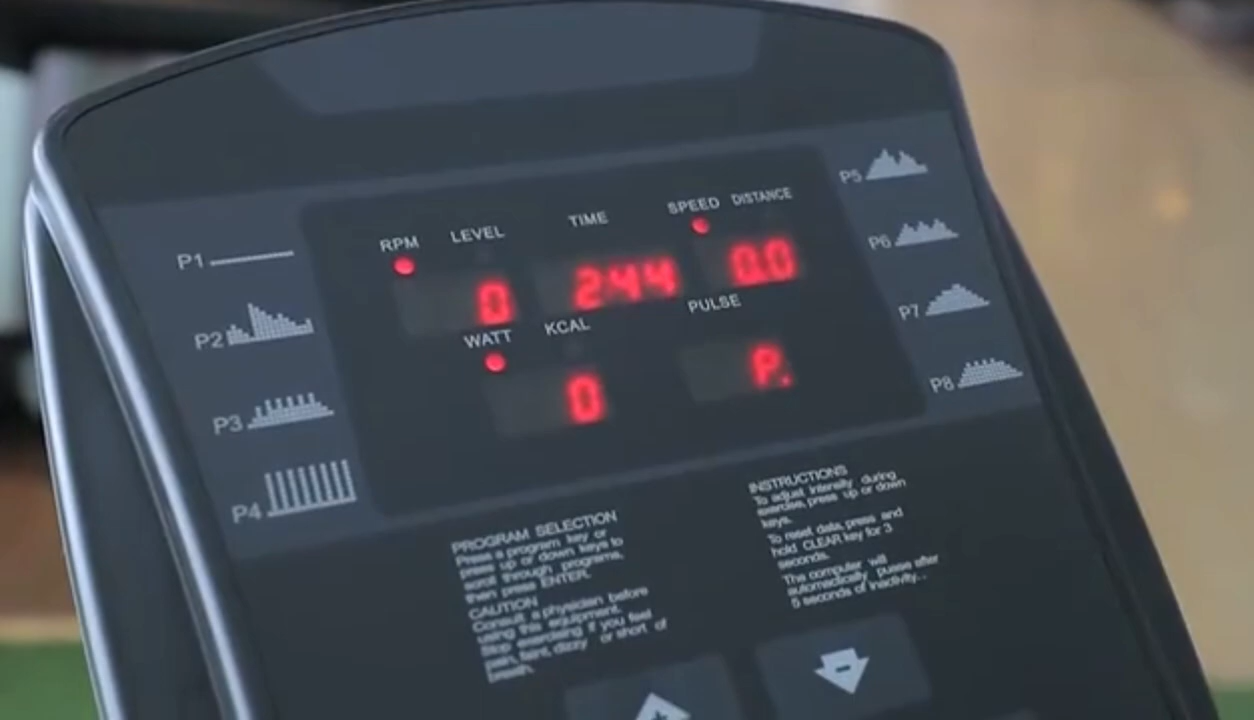 RPM LEVEL TIME SPEED DISTANCE
0 244 0.0
WATT KCAL PULSE
0 P.
P1
P2
P3
P4
P5
P6
P7
P8
PROGRAM SELECTION
Press a program key or
press up or down keys to
scroll through programs,
then press ENTER.
CAUTION
Consult a physician before
using this equipment.
Stop exercising if you feel
pain, faint, dizzy or short of
breath.
INSTRUCTIONS
To adjust intensity during
exercise, press up or down
keys.
To reset data, press and
hold CLEAR key for 3
seconds.
The computer will
automatically pause after
5 seconds of inactivity...